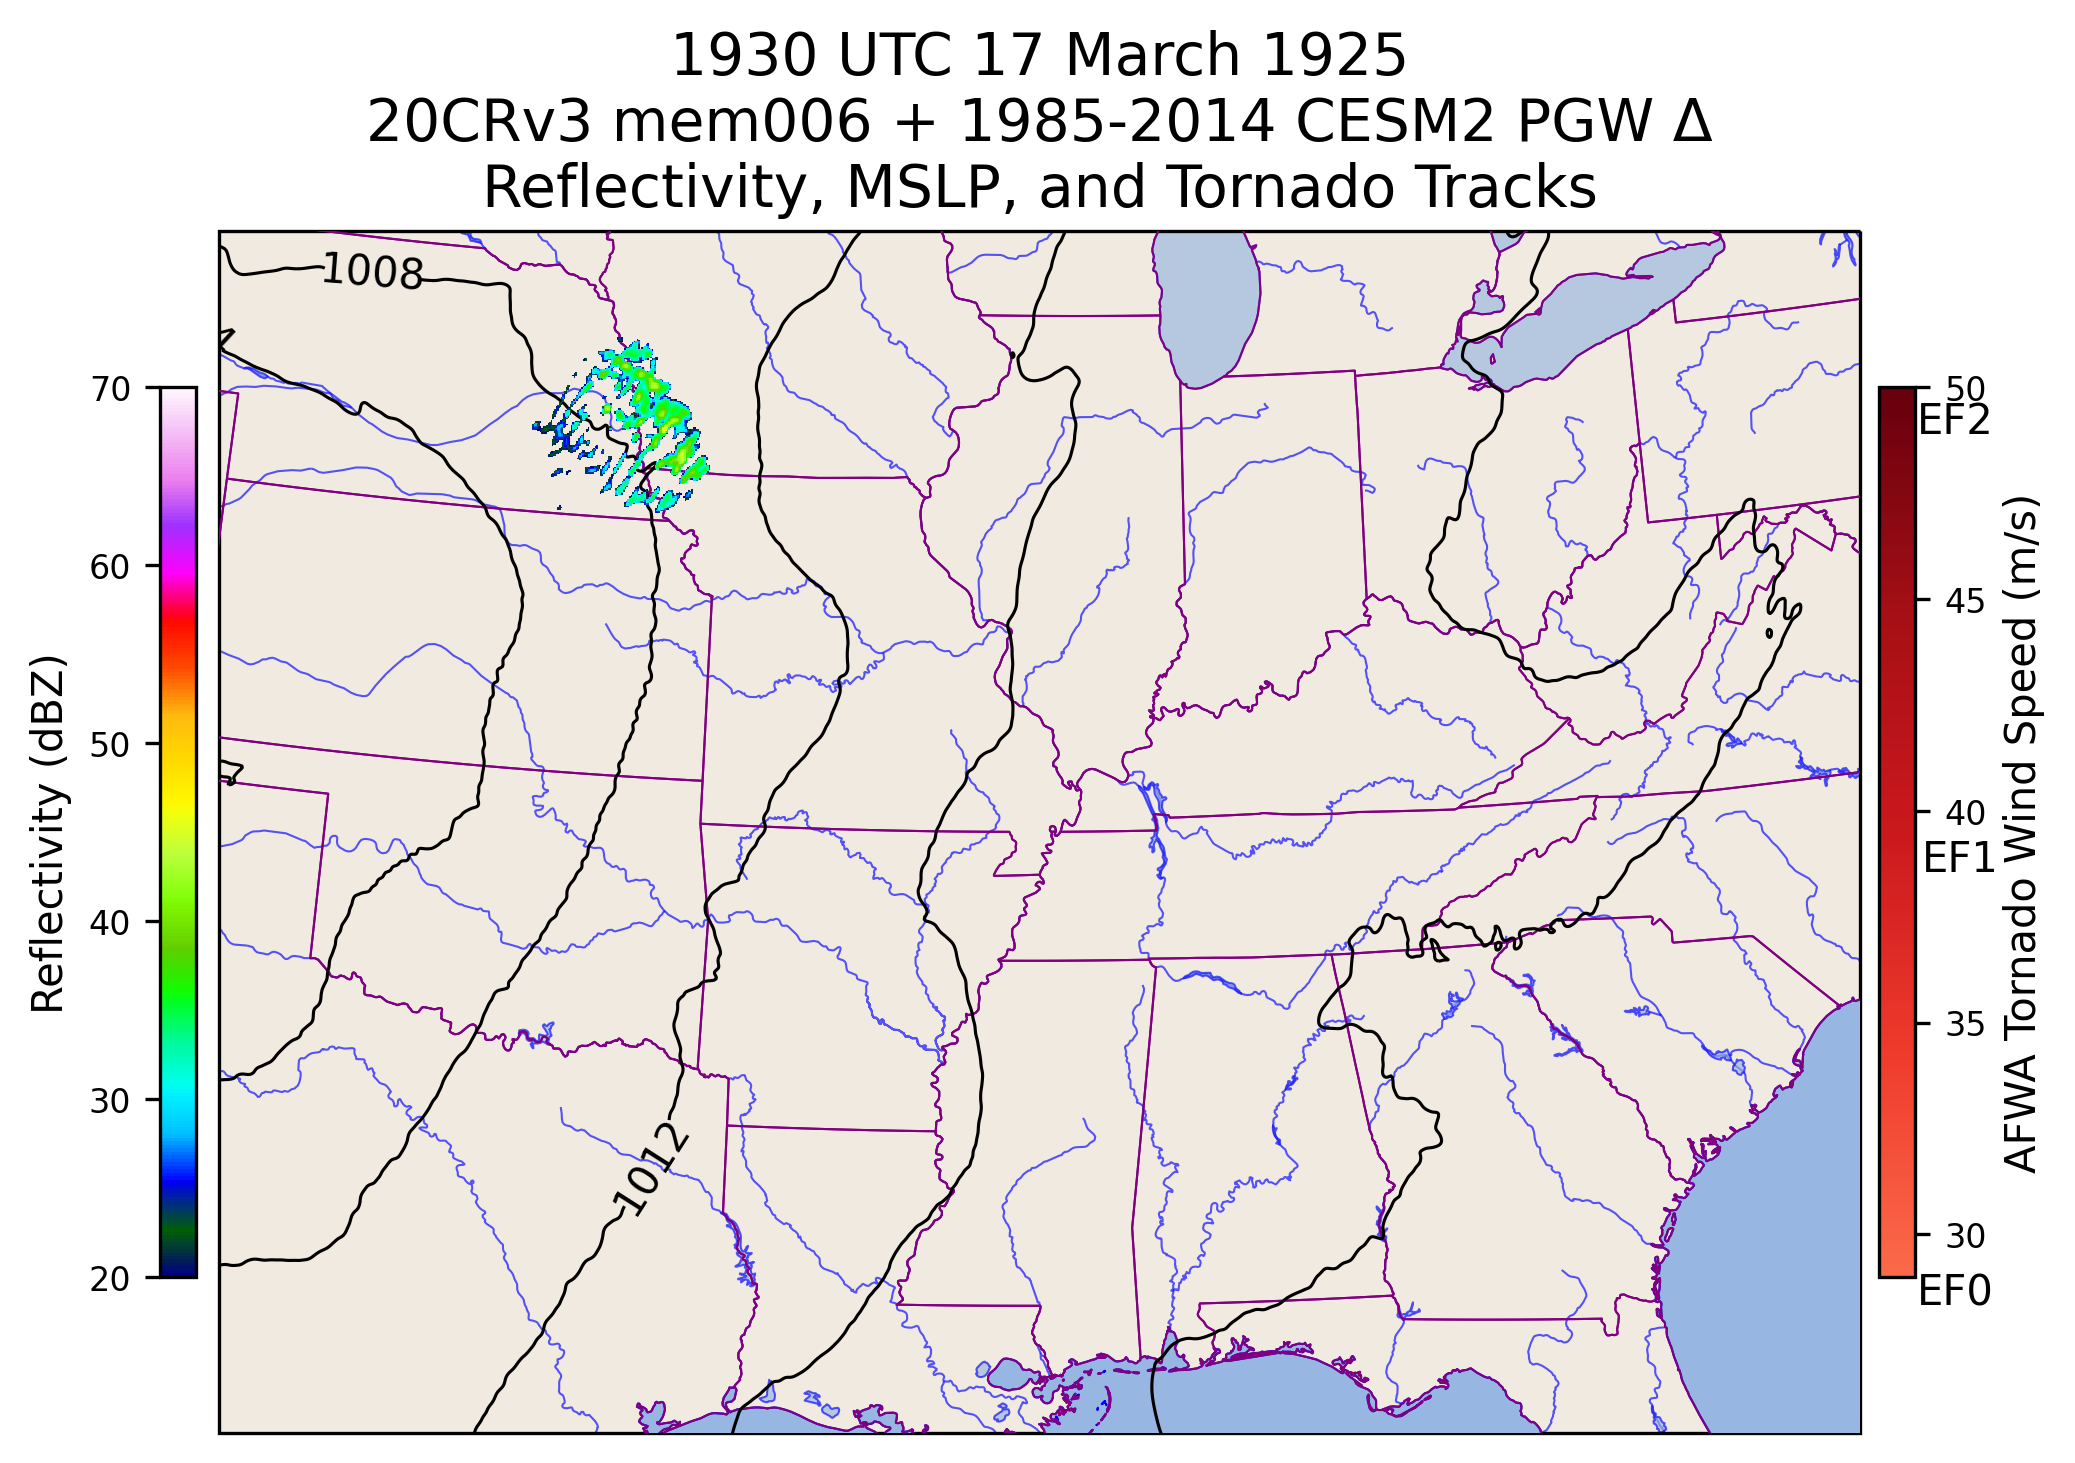 1930 UTC 17 March 1925
20CRv3 mem006 + 1985-2014 CESM2 PGW Δ
Reflectivity, MSLP, and Tornado Tracks
1008
1012
70
60
50
40
30
20
Reflectivity (dBZ)
50
EF2
45
40
EF1
35
30
EF0
AFWA Tornado Wind Speed (m/s)